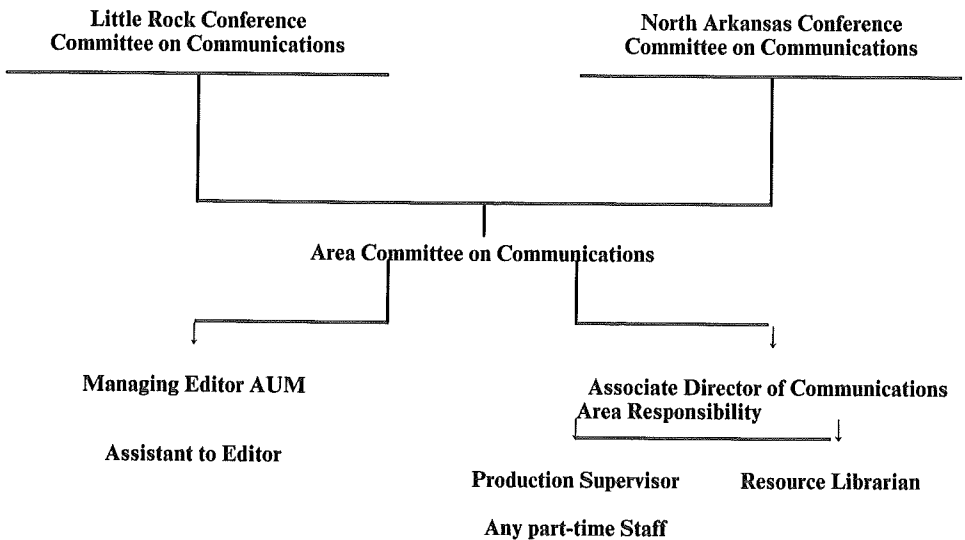 Little Rock Conference
Committee on Communications
North Arkansas Conference
Committee on Communications
Area Committee on Communications
Managing Editor AUM
Assistant to Editor
Associate Director of Communications
Area Responsibility
Production Supervisor
Resource Librarian
Any part-time Staff